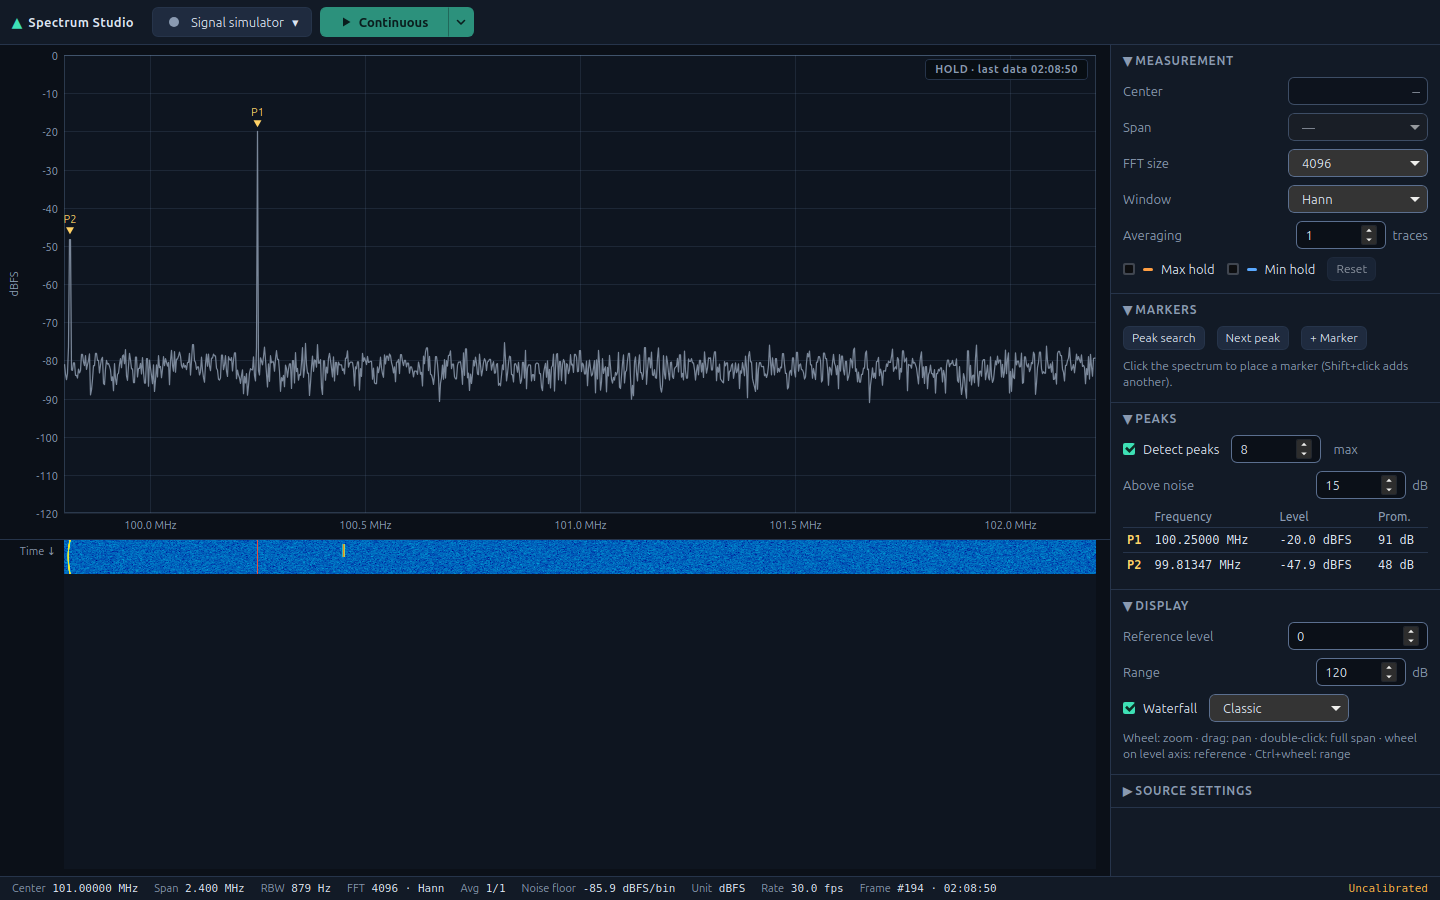 Spectrum Studio
Signal simulator
Continuous
HOLD · last data 02:08:50
0
-10
-20
-30
-40
-50
-60
-70
-80
-90
-100
-110
-120
dBFS
P1
P2
100.0 MHz 100.5 MHz 101.0 MHz 101.5 MHz 102.0 MHz
Time ↓
MEASUREMENT
Center –
Span —
FFT size 4096
Window Hann
Averaging 1 traces
Max hold Min hold Reset
MARKERS
Peak search Next peak + Marker
Click the spectrum to place a marker (Shift+click adds
another).
PEAKS
Detect peaks 8 max
Above noise 15 dB
Frequency Level Prom.
P1 100.25000 MHz -20.0 dBFS 91 dB
P2 99.81347 MHz -47.9 dBFS 48 dB
DISPLAY
Reference level 0
Range 120 dB
Waterfall Classic
Wheel: zoom · drag: pan · double-click: full span · wheel
on level axis: reference · Ctrl+wheel: range
SOURCE SETTINGS
Center 101.00000 MHz Span 2.400 MHz RBW 879 Hz FFT 4096 · Hann Avg 1/1 Noise floor -85.9 dBFS/bin Unit dBFS Rate 30.0 fps Frame #194 · 02:08:50 Uncalibrated